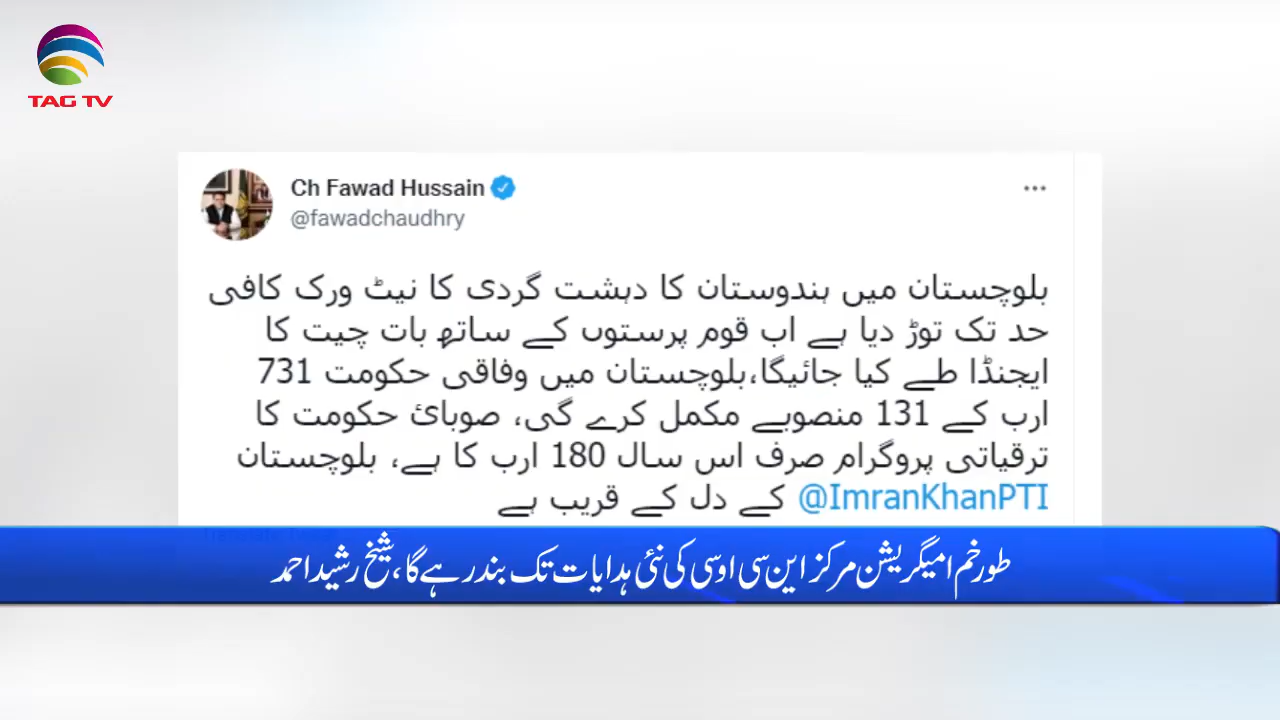 TAG TV
Ch Fawad Hussain
@fawadchaudhry
بلوچستان میں ہندوستان کا دہشت گردی کا نیٹ ورک کافی
حد تک توڑ دیا ہے اب قوم پرستوں کے ساتھ بات چیت کا
ایجنڈا طے کیا جائیگا،بلوچستان میں وفاقی حکومت 731
ارب کے 131 منصوبے مکمل کرے گی، صوبائ حکومت کا
ترقیاتی پروگرام صرف اس سال 180 ارب کا ہے، بلوچستان
@ImranKhanPTI کے دل کے قریب ہے
طورخم امیگریشن مرکز این سی او سی کی نئی ہدایات تک بند رہے گا، شیخ رشید احمد